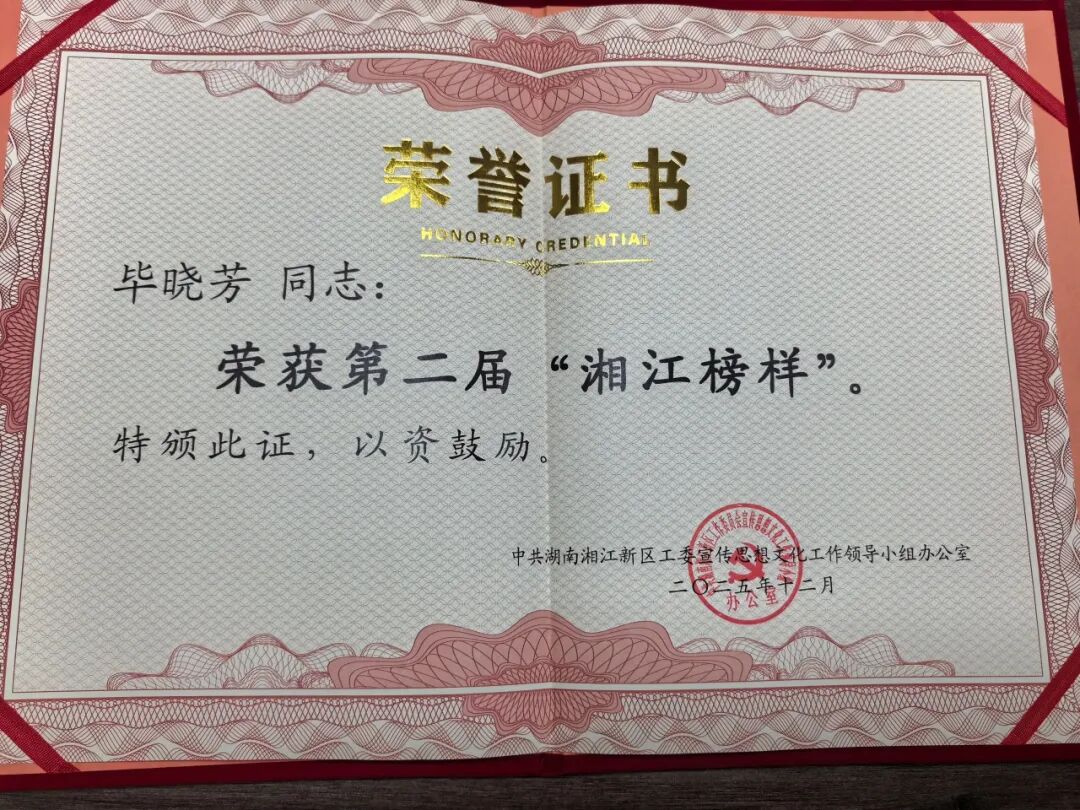 荣誉证书
HONORARY CREDENTIAL
毕晓芳 同志：
荣获第二届“湘江榜样”。
特颁此证，以资鼓励。
中共湖南湘江新区工委宣传思想文化工作领导小组办公室
二〇二五年十二月
办公室